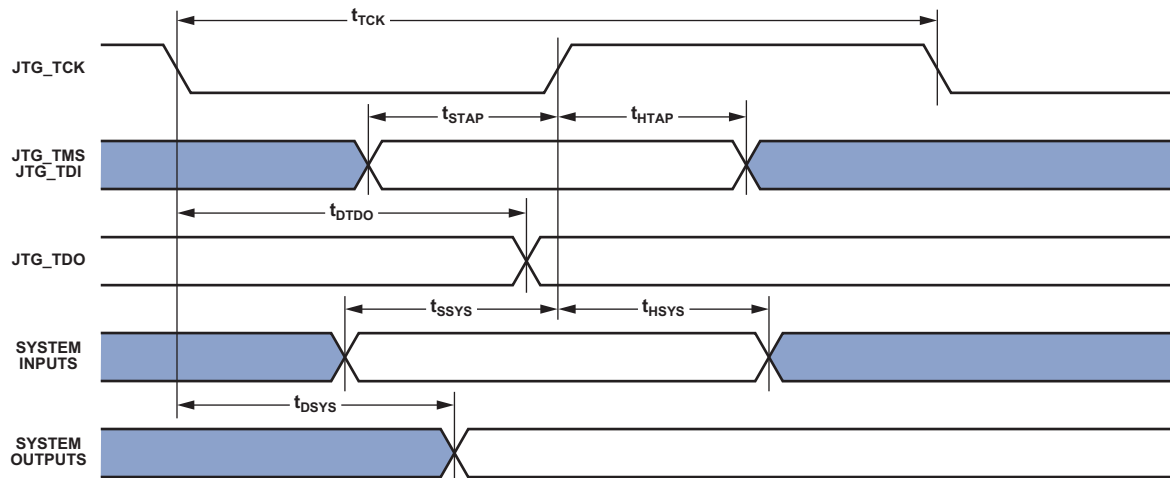 tTCK
JTG_TCK
tSTAP
tHTAP
JTG_TMS
JTG_TDI
tDTDO
JTG_TDO
tSSYS
tHSYS
SYSTEM
INPUTS
tDSYS
SYSTEM
OUTPUTS